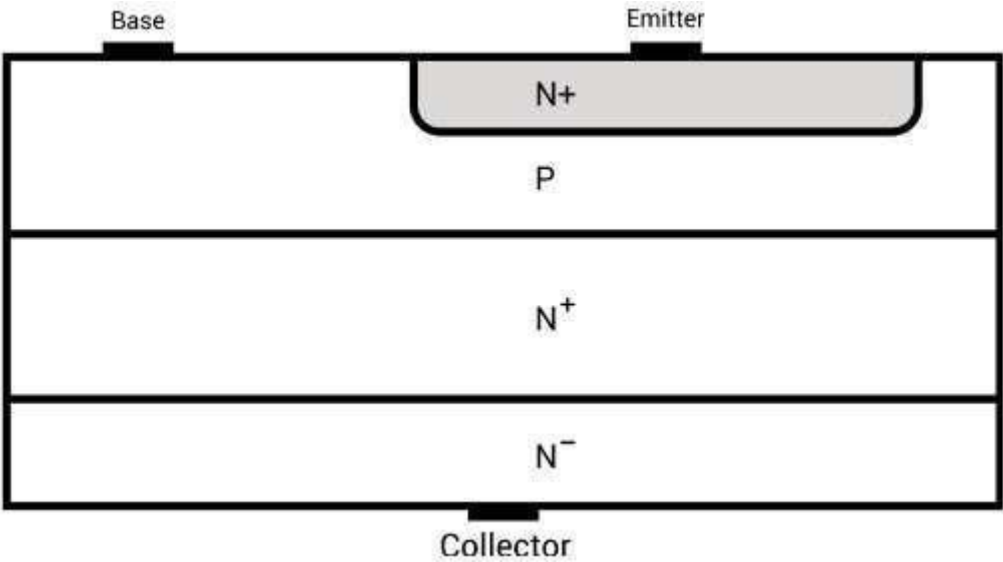 Base
Emitter
N+
P
N⁺
N⁻
Collector